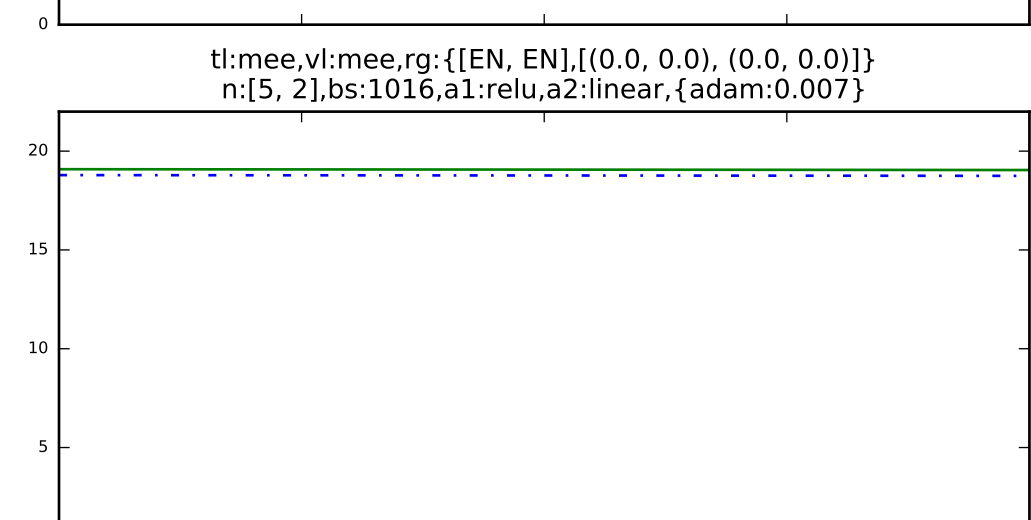 0
tl:mee,vl:mee,rg:{[EN, EN],[(0.0, 0.0), (0.0, 0.0)]}
n:[5, 2],bs:1016,a1:relu,a2:linear,{adam:0.007}
20
15
10
5